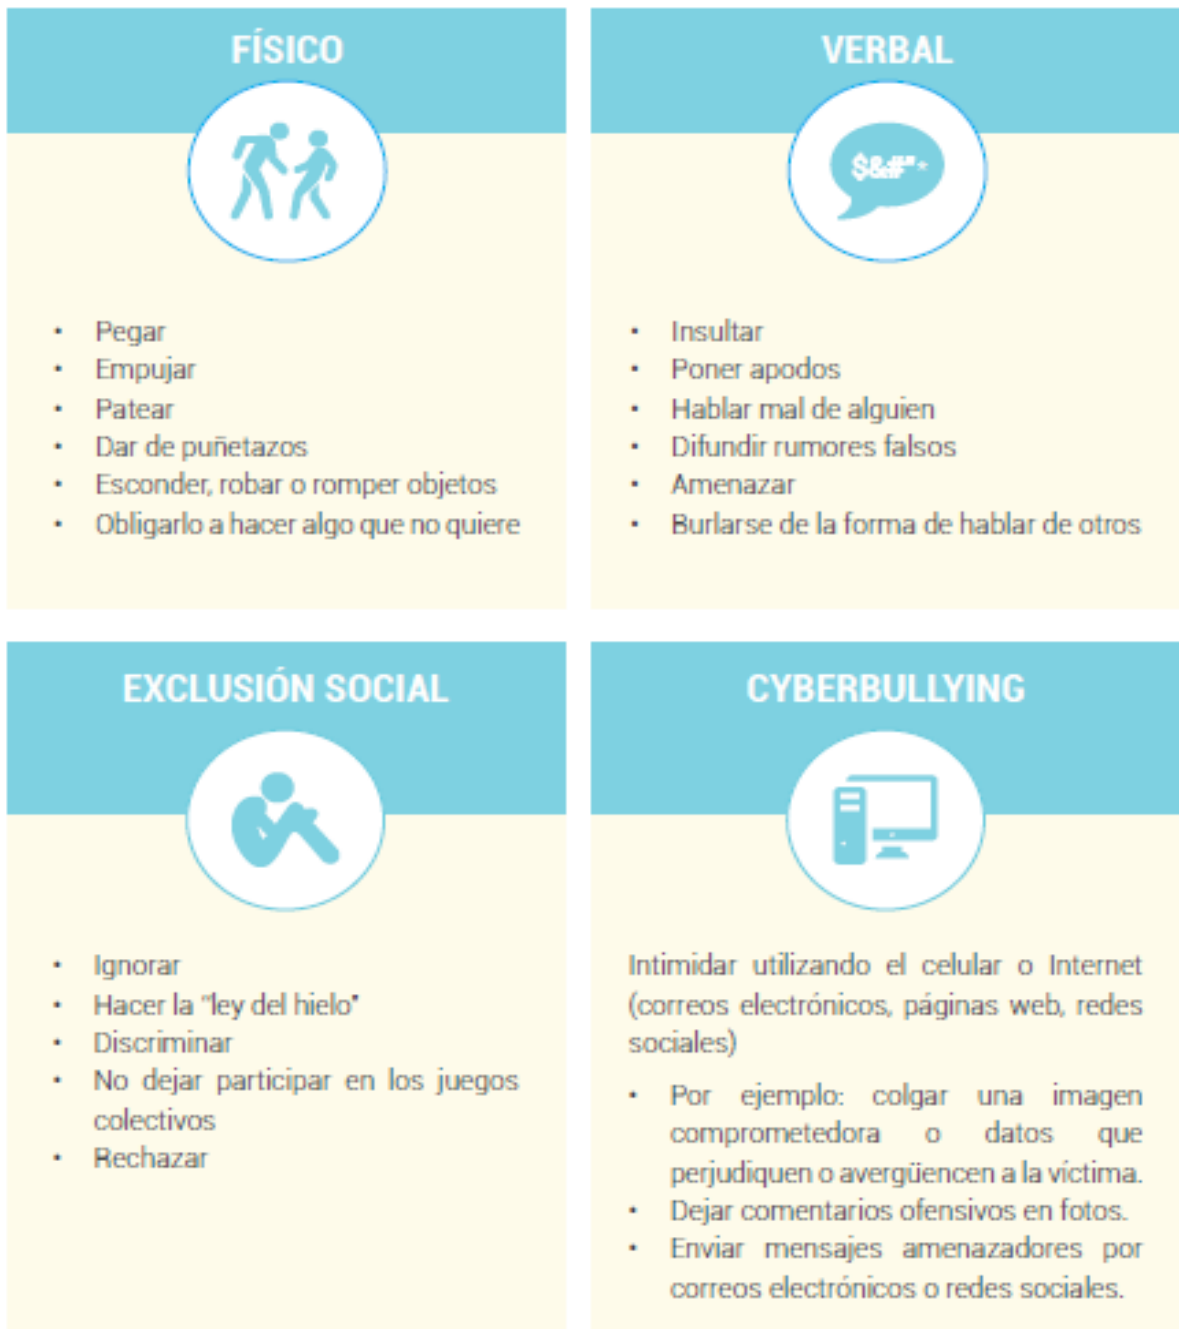 FÍSICO
• Pegar
• Empujar
• Patear
• Dar de puñetazos
• Esconder, robar o romper objetos
• Obligarlo a hacer algo que no quiere
VERBAL
$&#"*
• Insultar
• Poner apodos
• Hablar mal de alguien
• Difundir rumores falsos
• Amenazar
• Burlarse de la forma de hablar de otros
EXCLUSIÓN SOCIAL
• Ignorar
• Hacer la "ley del hielo"
• Discriminar
• No dejar participar en los juegos
colectivos
• Rechazar
CYBERBULLYING
Intimidar utilizando el celular o Internet
(correos electrónicos, páginas web, redes
sociales)
• Por ejemplo: colgar una imagen
comprometedora o datos que
perjudiquen o avergüencen a la víctima.
• Dejar comentarios ofensivos en fotos.
• Enviar mensajes amenazadores por
correos electrónicos o redes sociales.